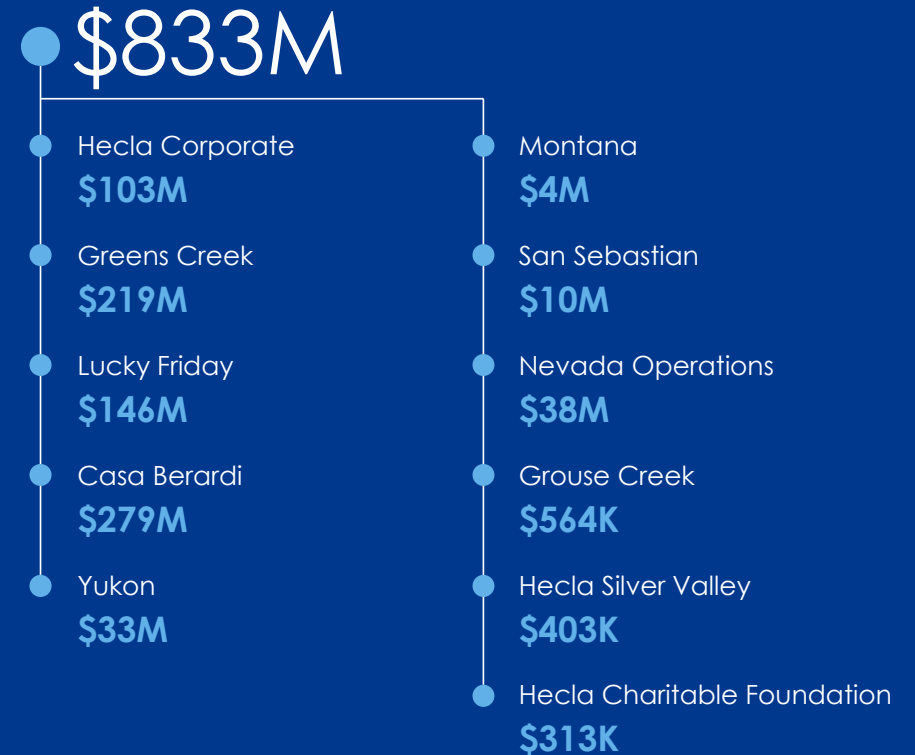 $833M
Hecla Corporate
$103M
Greens Creek
$219M
Lucky Friday
$146M
Casa Berardi
$279M
Yukon
$33M
Montana
$4M
San Sebastian
$10M
Nevada Operations
$38M
Grouse Creek
$564K
Hecla Silver Valley
$403K
Hecla Charitable Foundation
$313K